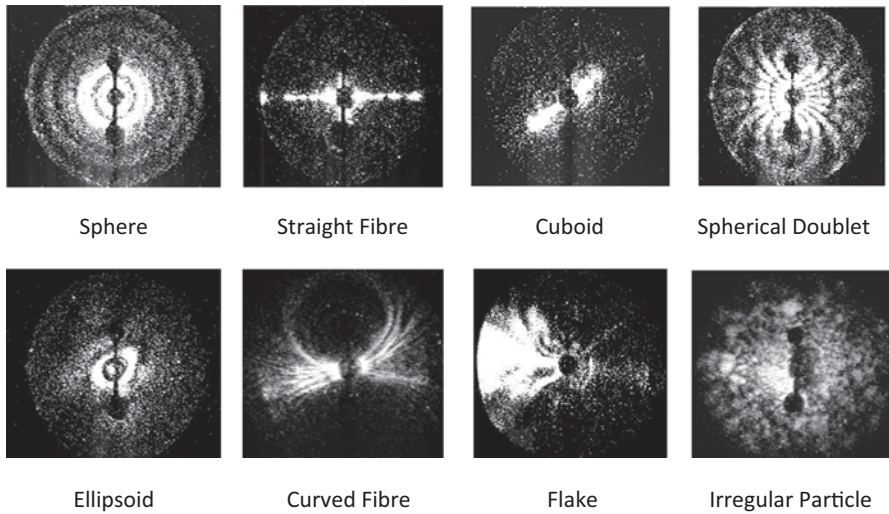 Sphere
Straight Fibre
Cuboid
Spherical Doublet
Ellipsoid
Curved Fibre
Flake
Irregular Particle